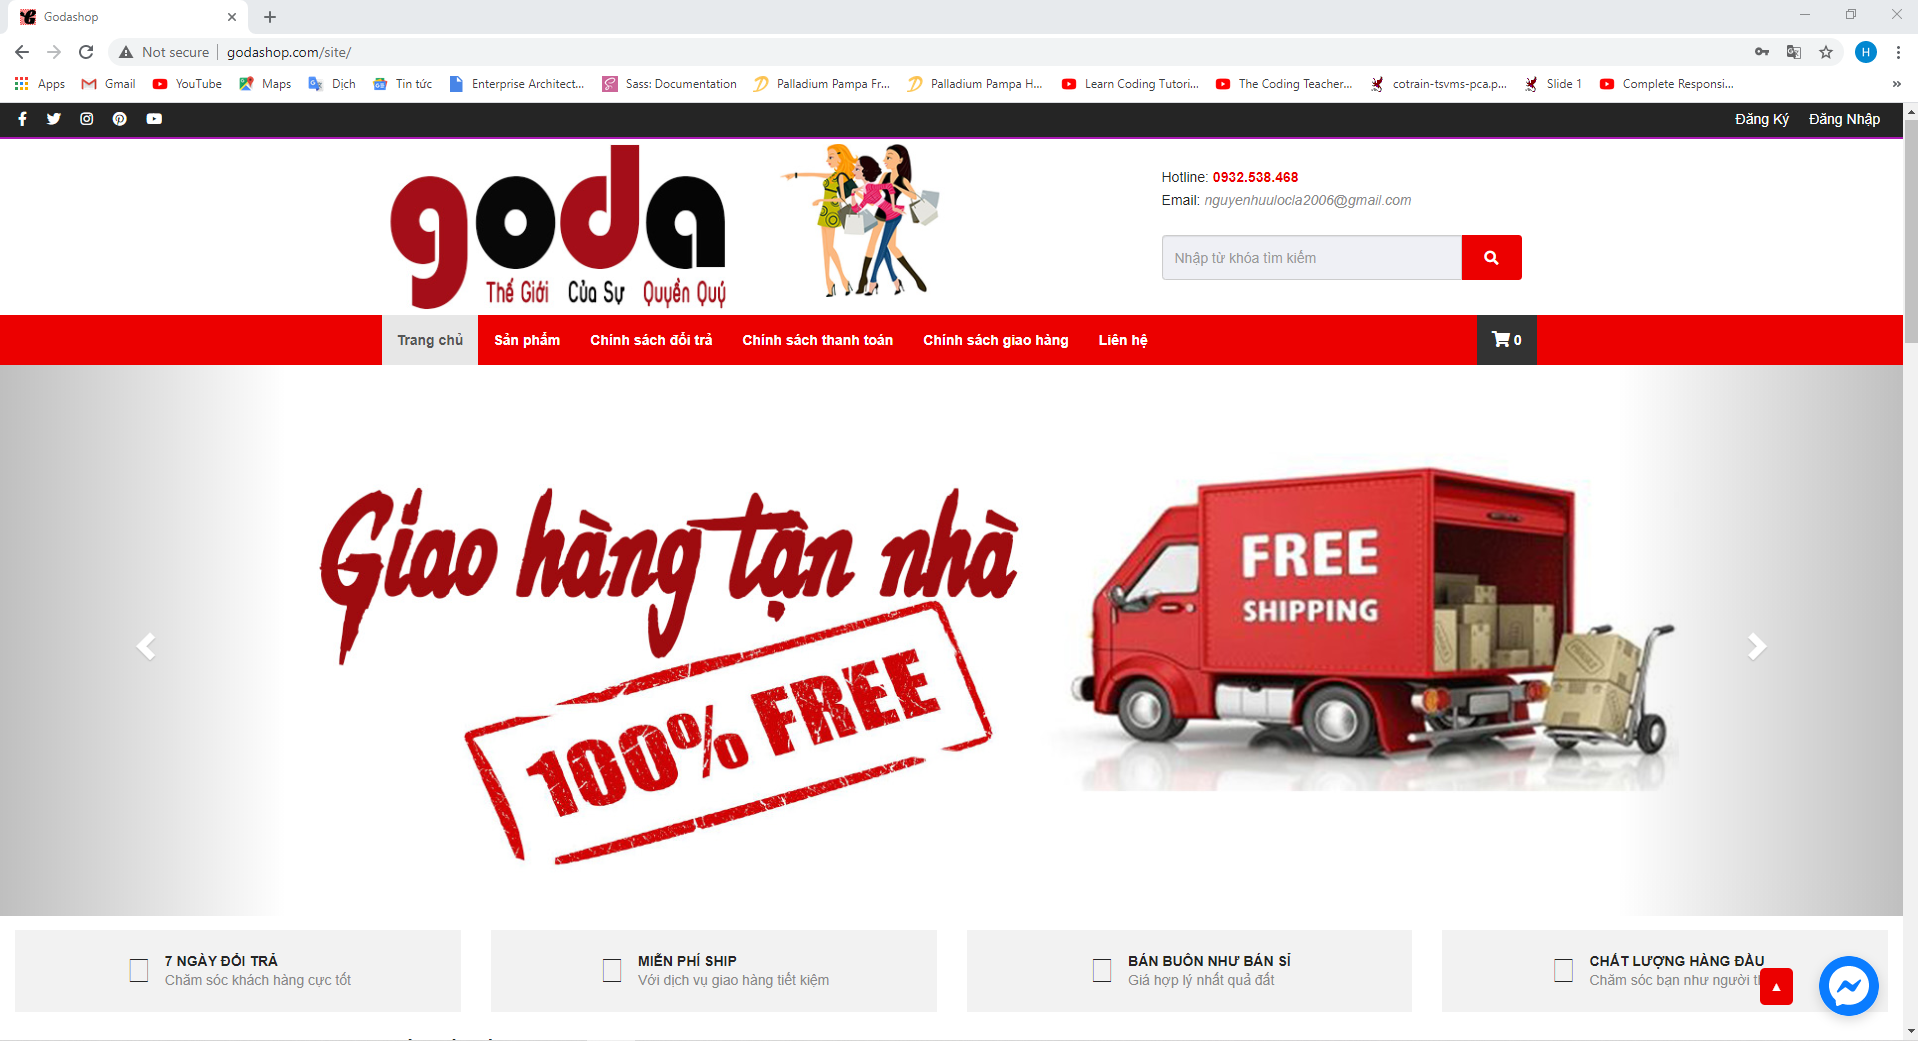 Godashop
Not secure
godashop.com/site/
H
Apps
Gmail
YouTube
Maps
Dịch
Tin tức
Enterprise Architect...
Sass: Documentation
Palladium Pampa Fr...
Palladium Pampa H...
Learn Coding Tutori...
The Coding Teacher...
cotrain-tsvms-pca.p...
Slide 1
Complete Responsi...
»
Đăng Ký
Đăng Nhập
goda
Thế Giới Của Sự Quyền Quý
Hotline: 0932.538.468
Email: nguyenhuulocla2006@gmail.com
Nhập từ khóa tìm kiếm
Trang chủ
Sản phẩm
Chính sách đổi trả
Chính sách thanh toán
Chính sách giao hàng
Liên hệ
0
Giao hàng tận nhà
100% FREE
FREE
SHIPPING
7 NGÀY ĐỔI TRẢ
Chăm sóc khách hàng cực tốt
MIỄN PHÍ SHIP
Với dịch vụ giao hàng tiết kiệm
BÁN BUÔN NHƯ BÁN SỈ
Giá hợp lý nhất quả đất
CHẤT LƯỢNG HÀNG ĐẦU
Chăm sóc bạn như người